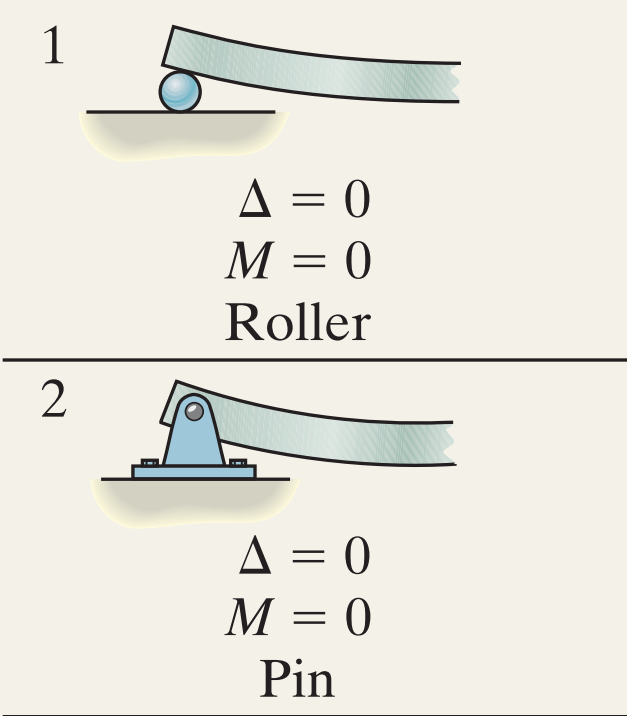 1
Δ = 0
M = 0
Roller
2
Δ = 0
M = 0
Pin